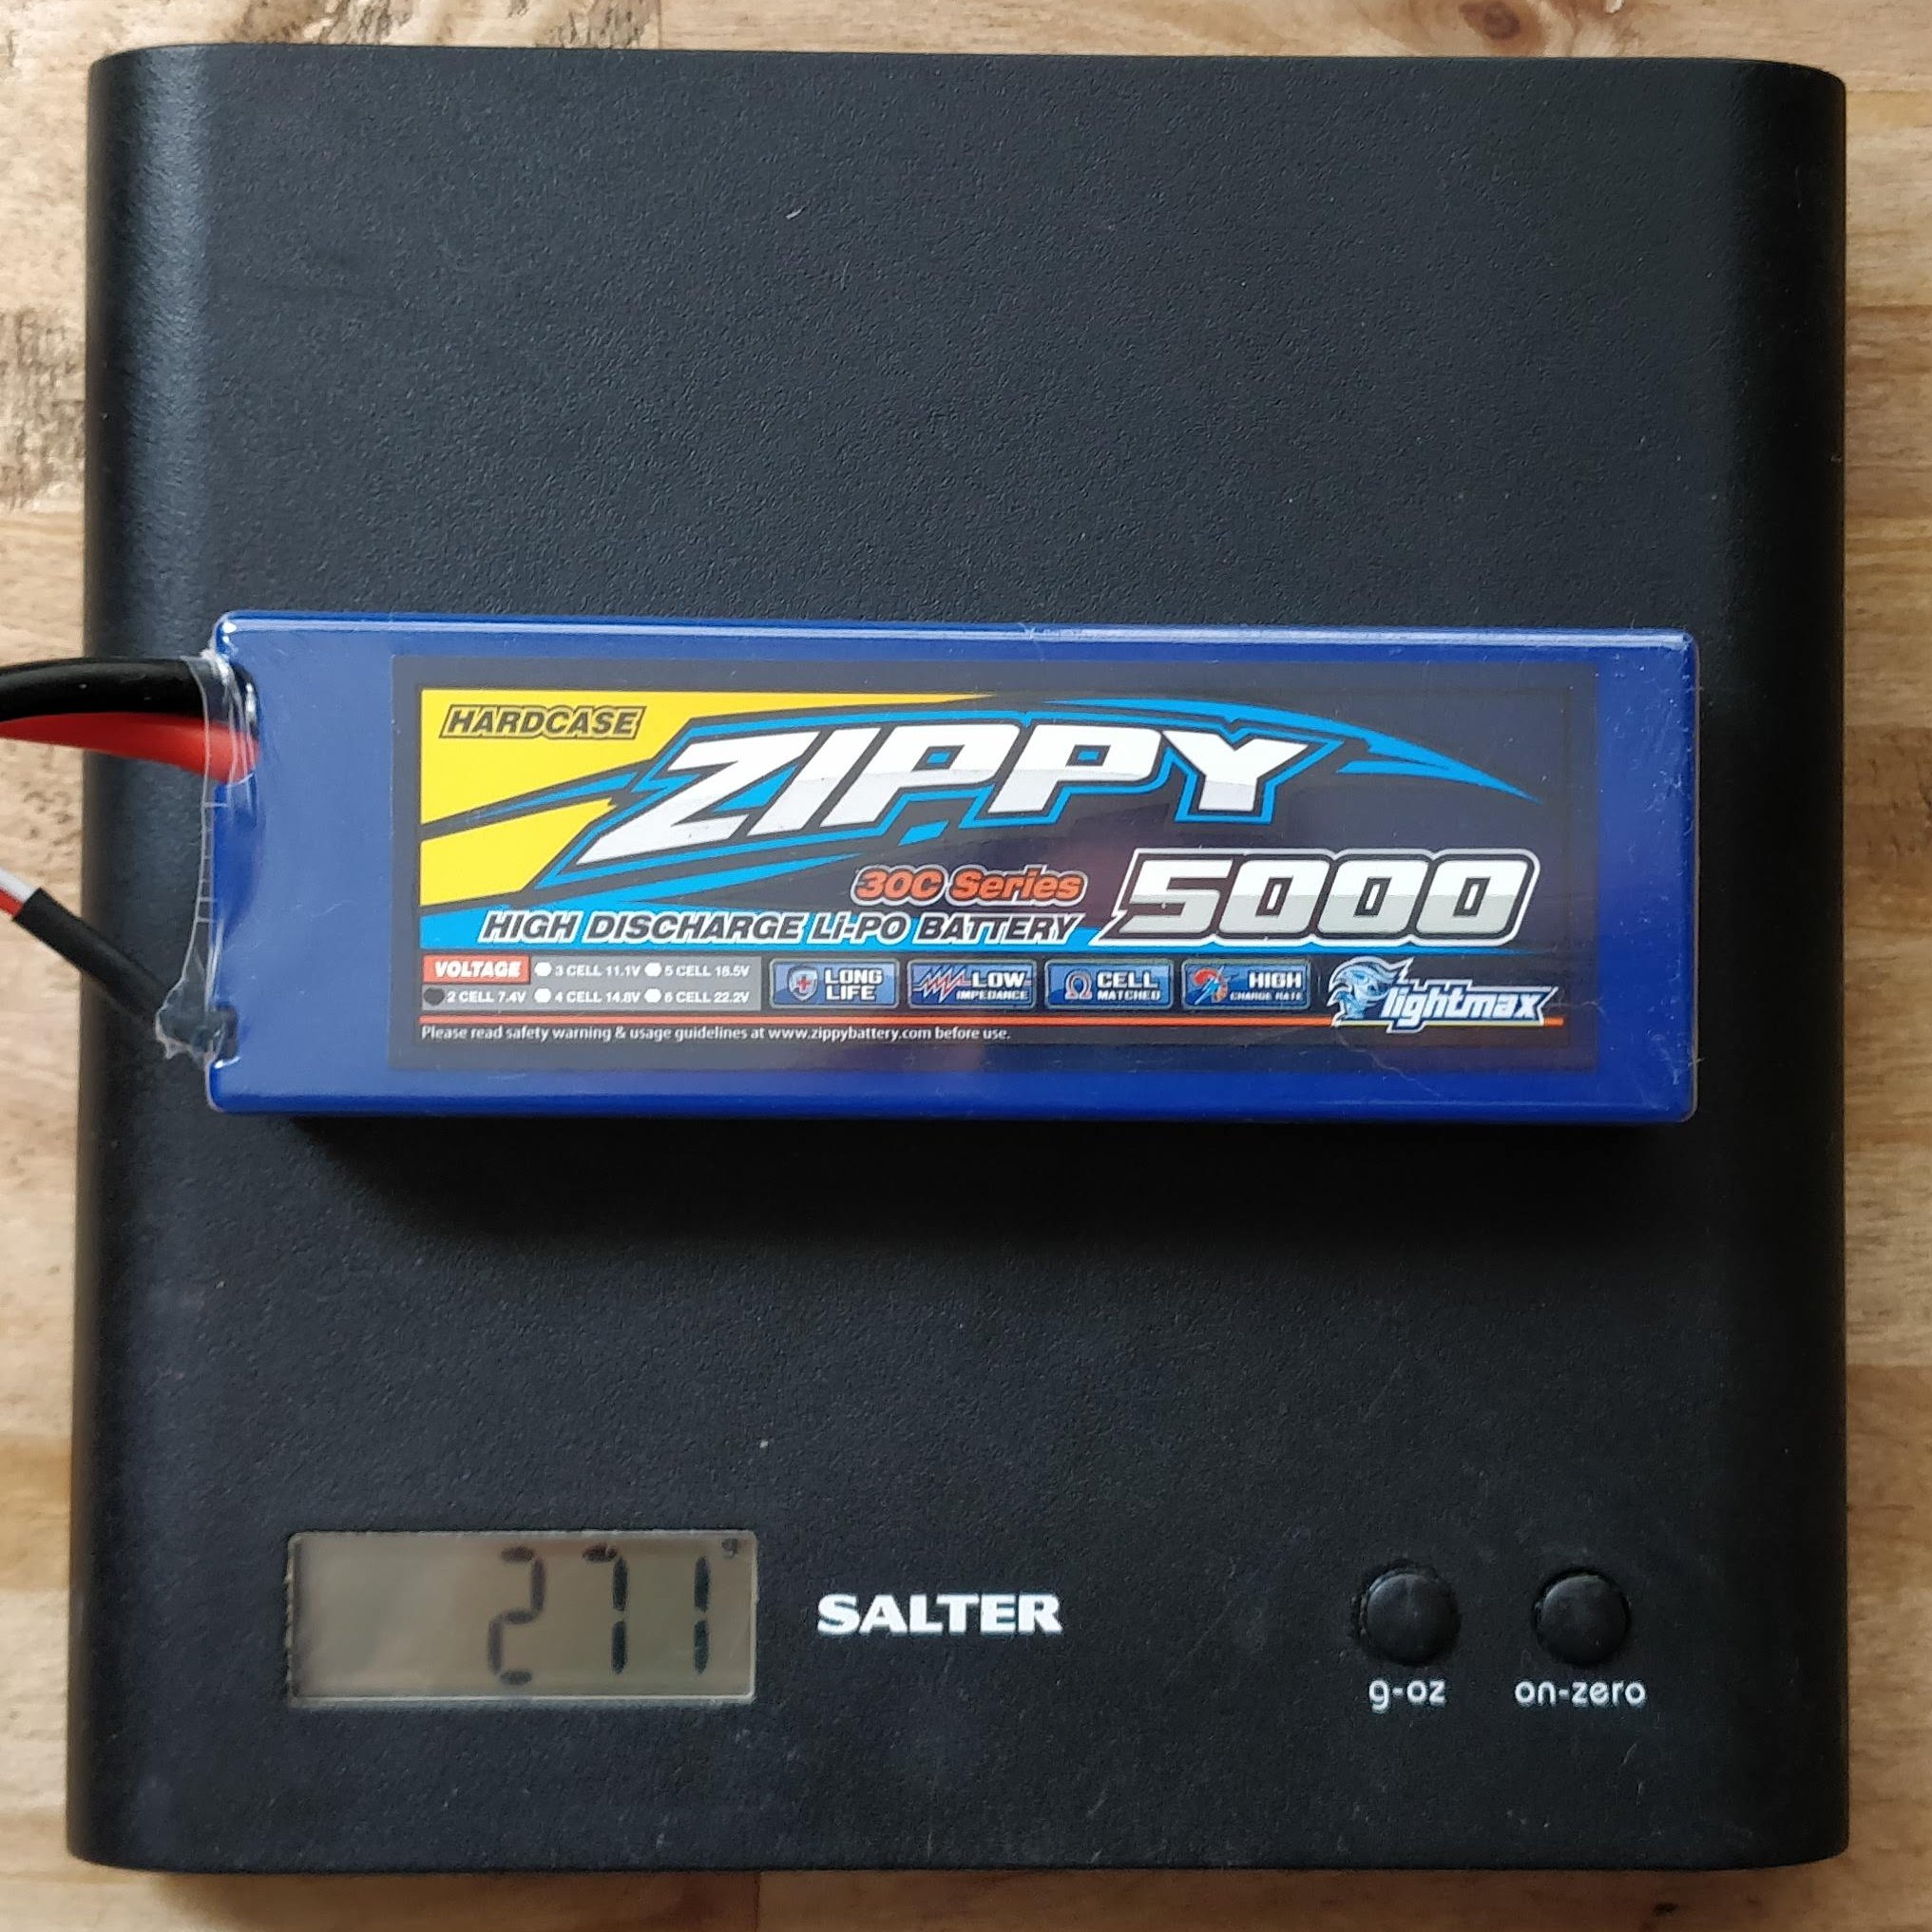 HARDCASE
ZIPPY
30C Series
5000
HIGH DISCHARGE Li-PO BATTERY
VOLTAGE
3 CELL 11.1V
5 CELL 18.5V
2 CELL 7.4V
4 CELL 14.8V
6 CELL 22.2V
LONG
LIFE
LOW
IMPEDANCE
CELL
MATCHED
HIGH
CHARGE RATE
lightmax
Please read safety warning & usage guidelines at www.zippybattery.com before use.
271 g
SALTER
g-oz
on-zero